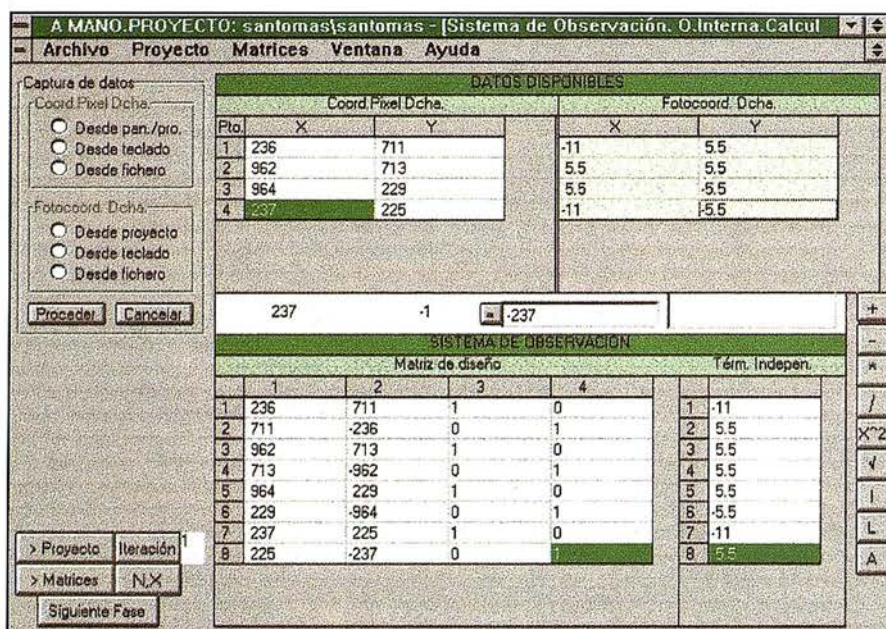 A MANO.PROYECTO: santomas\santomas - [Sistema de Observación. O.Interna.Calcul
Archivo Proyecto Matrices Ventana Ayuda
Captura de datos
Coord.Pixel Dcha.
Desde pan./pro.
Desde teclado
Desde fichero
Fotocoord. Dcha.
Desde proyecto
Desde teclado
Desde fichero
Proceder Cancelar
DATOS DISPONIBLES
Coord.Pixel Dcha. Fotocoord. Dcha.
Pto. X Y X Y
1 236 711 -11 5.5
2 962 713 5.5 5.5
3 964 229 5.5 -5.5
4 237 225 -11 -5.5
237 -1 = -237
SISTEMA DE OBSERVACION
Matriz de diseño Térm. Indepen.
1 2 3 4
1 236 711 1 0 1 -11
2 711 -236 0 1 2 5.5
3 962 713 1 0 3 5.5
4 713 -962 0 1 4 5.5
5 964 229 1 0 5 5.5
6 229 -964 0 1 6 -5.5
7 237 225 1 0 7 -11
8 225 -237 0 1 8 -5.5
+
-
*
/
X^2
√
I
L
A
> Proyecto Iteración 1
> Matrices N,X
Siguiente Fase